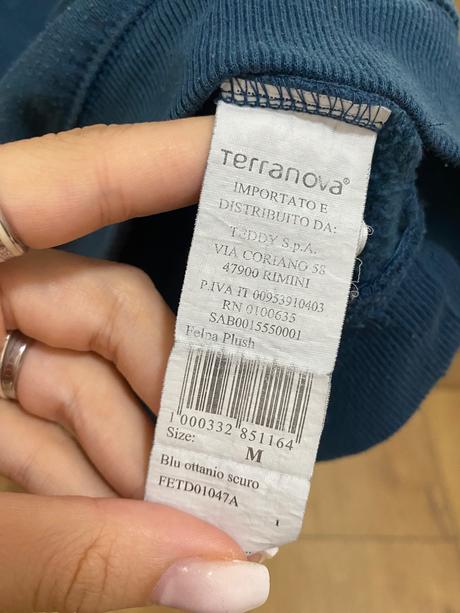 Terranova®
IMPORTATO E
DISTRIBUITO DA:
TEDDY S.p.A.
VIA CORIANO 58
47900 RIMINI
P.IVA IT 00953910403
RN 0100635
SAB0015550001
Felpa Plush
1 000332 851164
Size: M
Blu ottanio scuro
FETD01047A
1